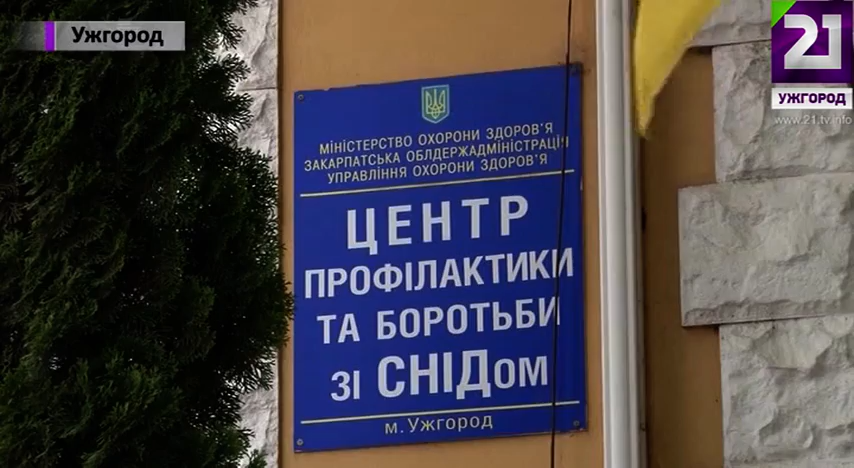 Ужгород
21
УЖГОРОД
www.21.tv.info
МІНІСТЕРСТВО ОХОРОНИ ЗДОРОВ'Я
ЗАКАРПАТСЬКА ОБЛДЕРЖАДМІНІСТРАЦІЯ
УПРАВЛІННЯ ОХОРОНИ ЗДОРОВ'Я
ЦЕНТР
ПРОФІЛАКТИКИ
ТА БОРОТЬБИ
ЗІ СНІДом
м. Ужгород